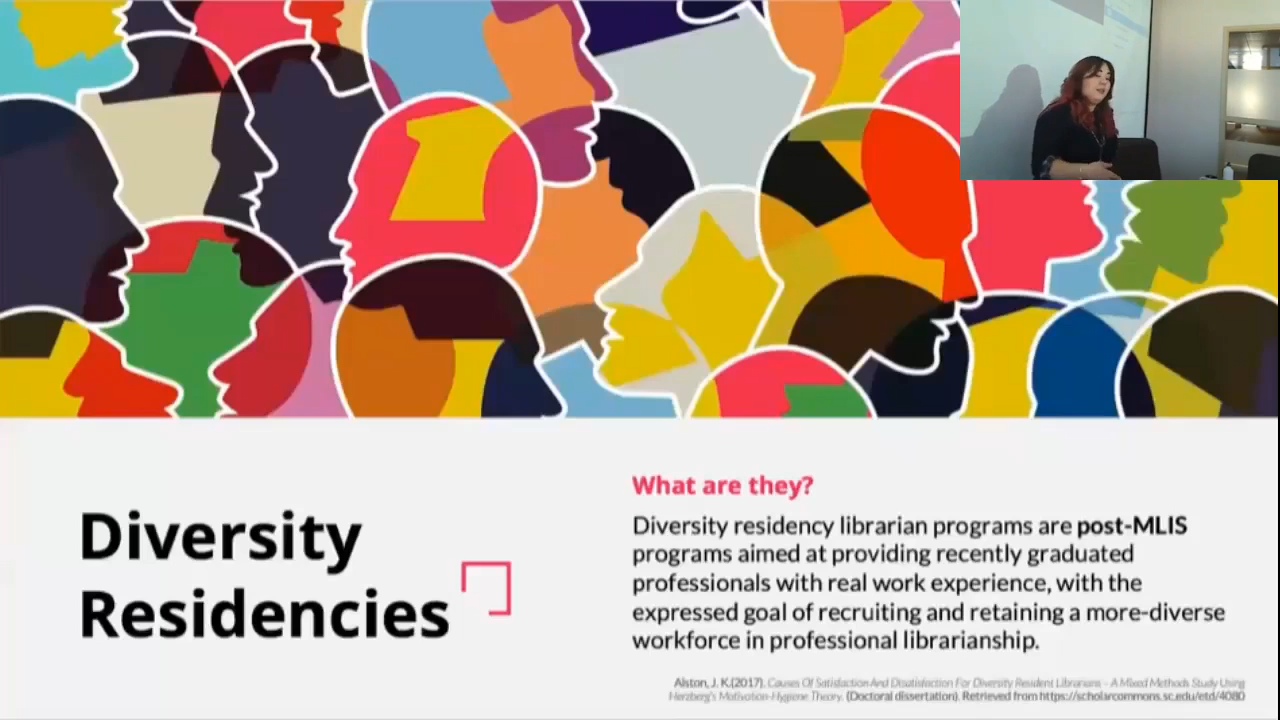 Diversity
Residencies
What are they?
Diversity residency librarian programs are post-MLIS
programs aimed at providing recently graduated
professionals with real work experience, with the
expressed goal of recruiting and retaining a more-diverse
workforce in professional librarianship.
Alston, J. K.(2017). Causes Of Satisfaction And Dissatisfaction For Diversity Resident Librarians - A Mixed Methods Study Using
Herzberg's Motivation-Hygiene Theory. (Doctoral dissertation). Retrieved from https://scholarcommons.sc.edu/etd/4080